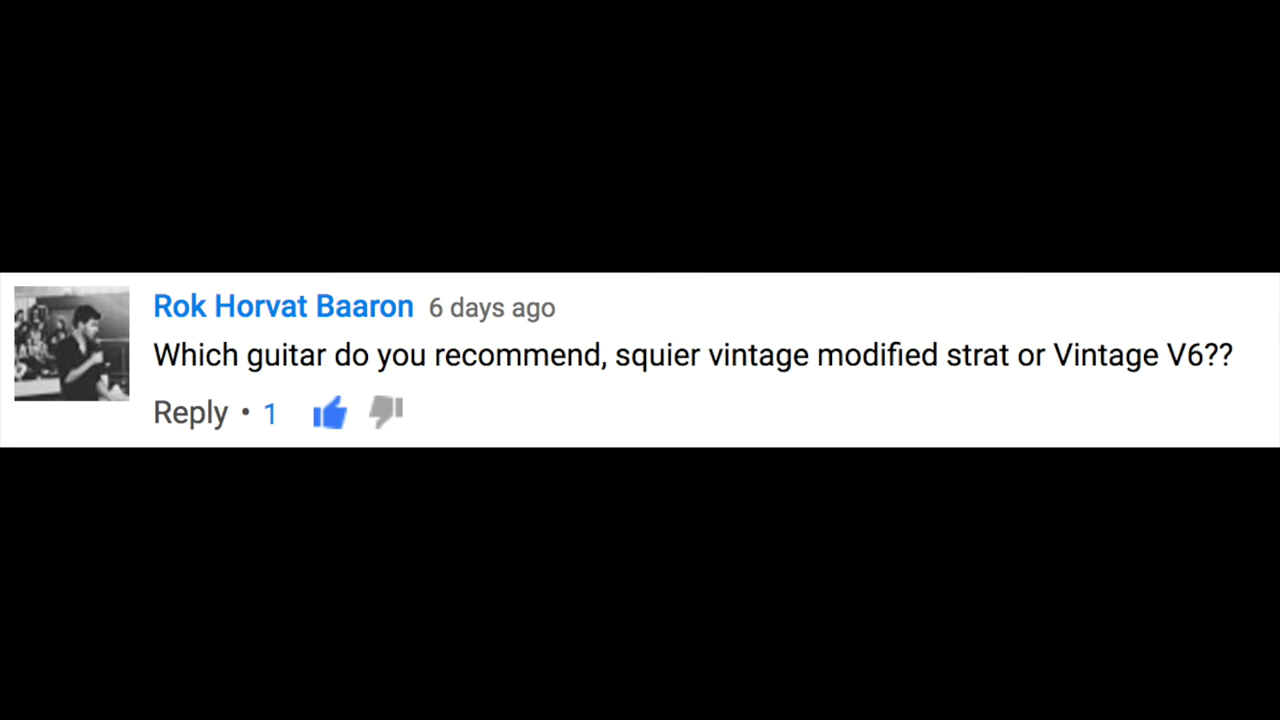 Rok Horvat Baaron 6 days ago
Which guitar do you recommend, squier vintage modified strat or Vintage V6??
Reply • 1